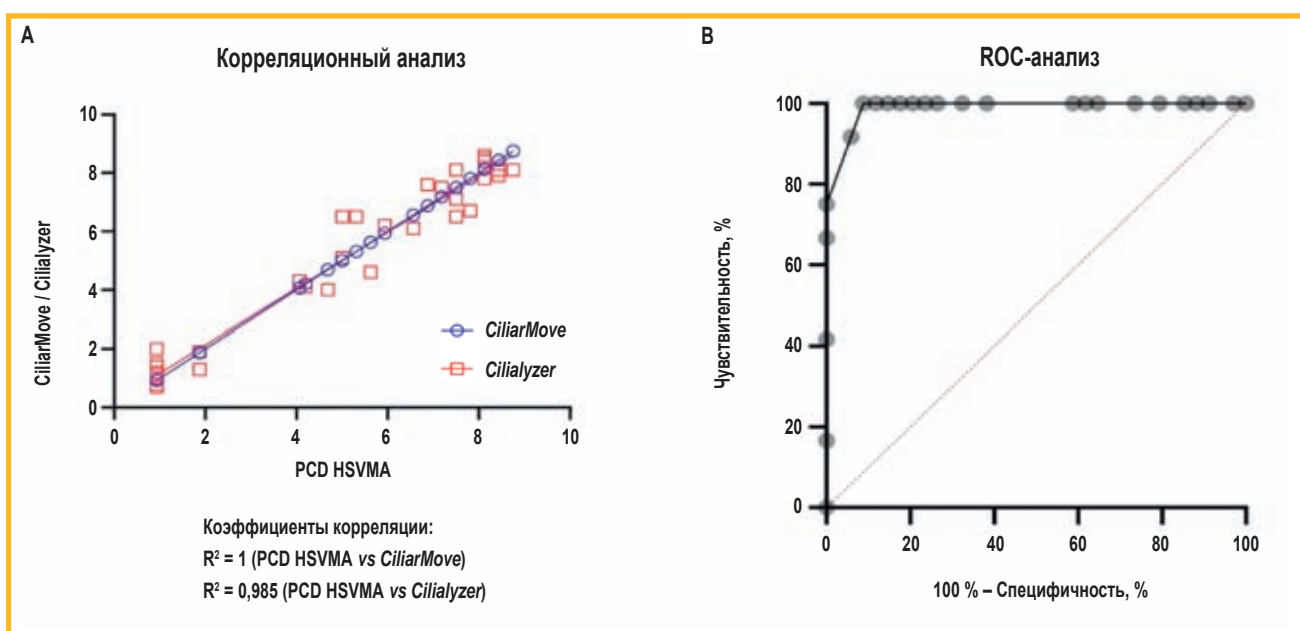 A
Корреляционный анализ
10
8
6
4
2
0
CiliarMove / Cilialyzer
CiliarMove
Cilialyzer
0 2 4 6 8 10
PCD HSVMA
Коэффициенты корреляции:
R² = 1 (PCD HSVMA vs CiliarMove)
R² = 0,985 (PCD HSVMA vs Cilialyzer)
B
ROC-анализ
100
80
60
40
20
0
Чувствительность, %
0 20 40 60 80 100
100 % – Специфичность, %